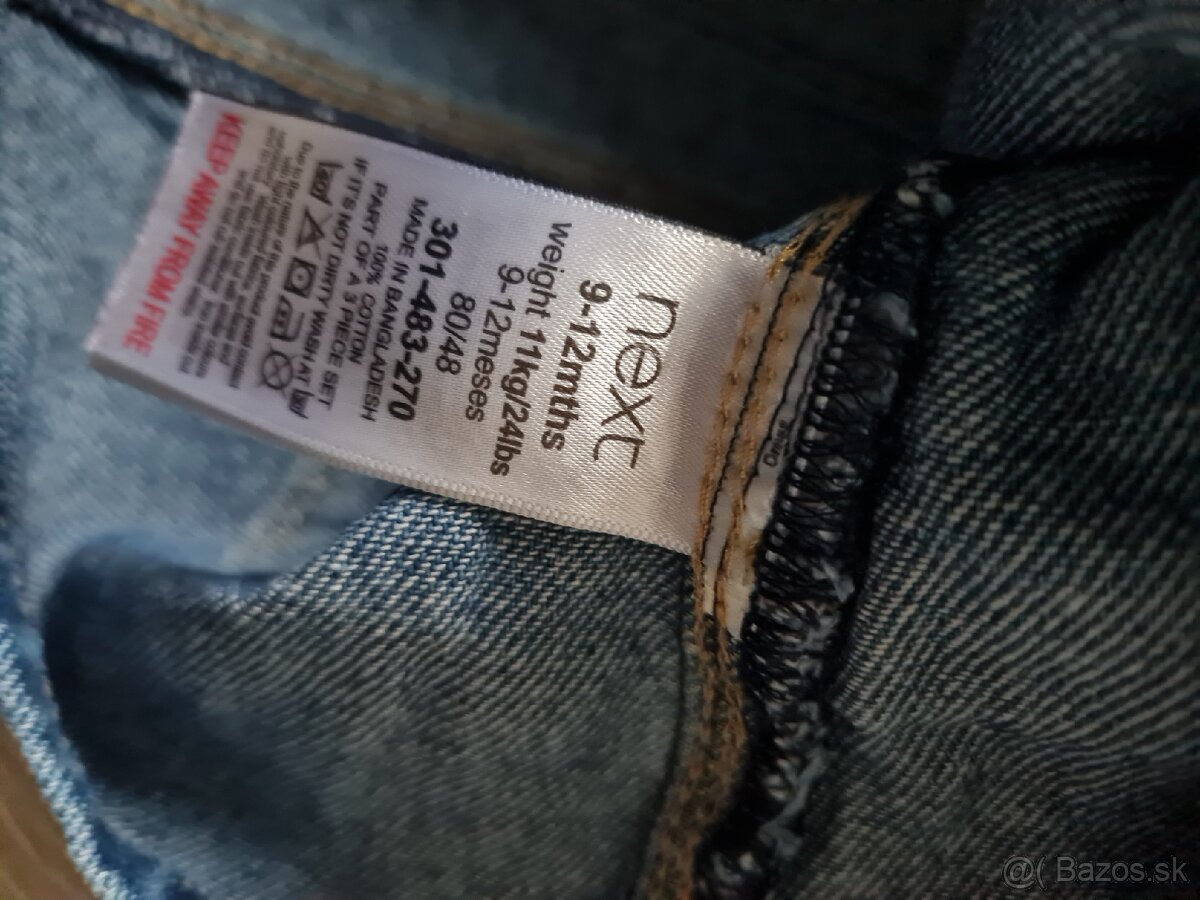 next
9-12mths
weight 11kg/24lbs
9-12meses
80/48
301-483-270
MADE IN BANGLADESH
100% COTTON
PART OF A 3 PIECE SET
IF IT'S NOT DIRTY WASH AT
KEEP AWAY FROM FIRE
@( Bazos.sk